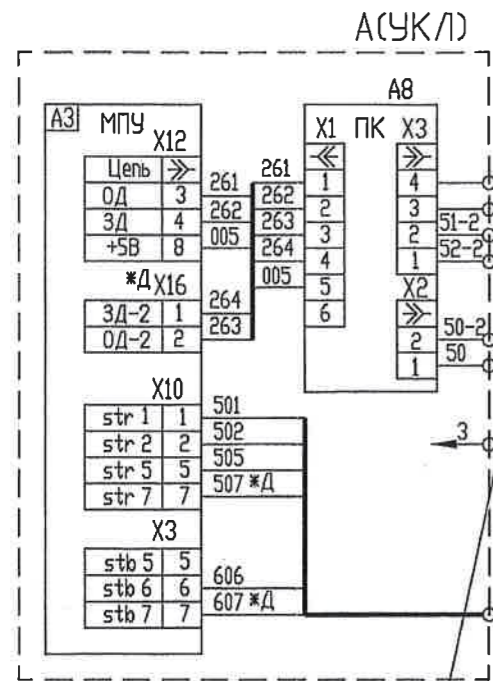 А(УКЛ)
А3 МПУ
X12
Цепь
ОД 3 261
ЗД 4 262
+5В 8 005
*Д X16
ЗД-2 1 264
ОД-2 2 263
X10
str 1 1 501
str 2 2 502
str 5 5 505
str 7 7 507 *Д
X3
stb 5 5
stb 6 6 606
stb 7 7 607 *Д
А8
X1 ПК X3
261 1 4
262 2 3
263 3 2 51-2
264 4 1 52-2
005 5 X2
6 2 50-2
1 50
3